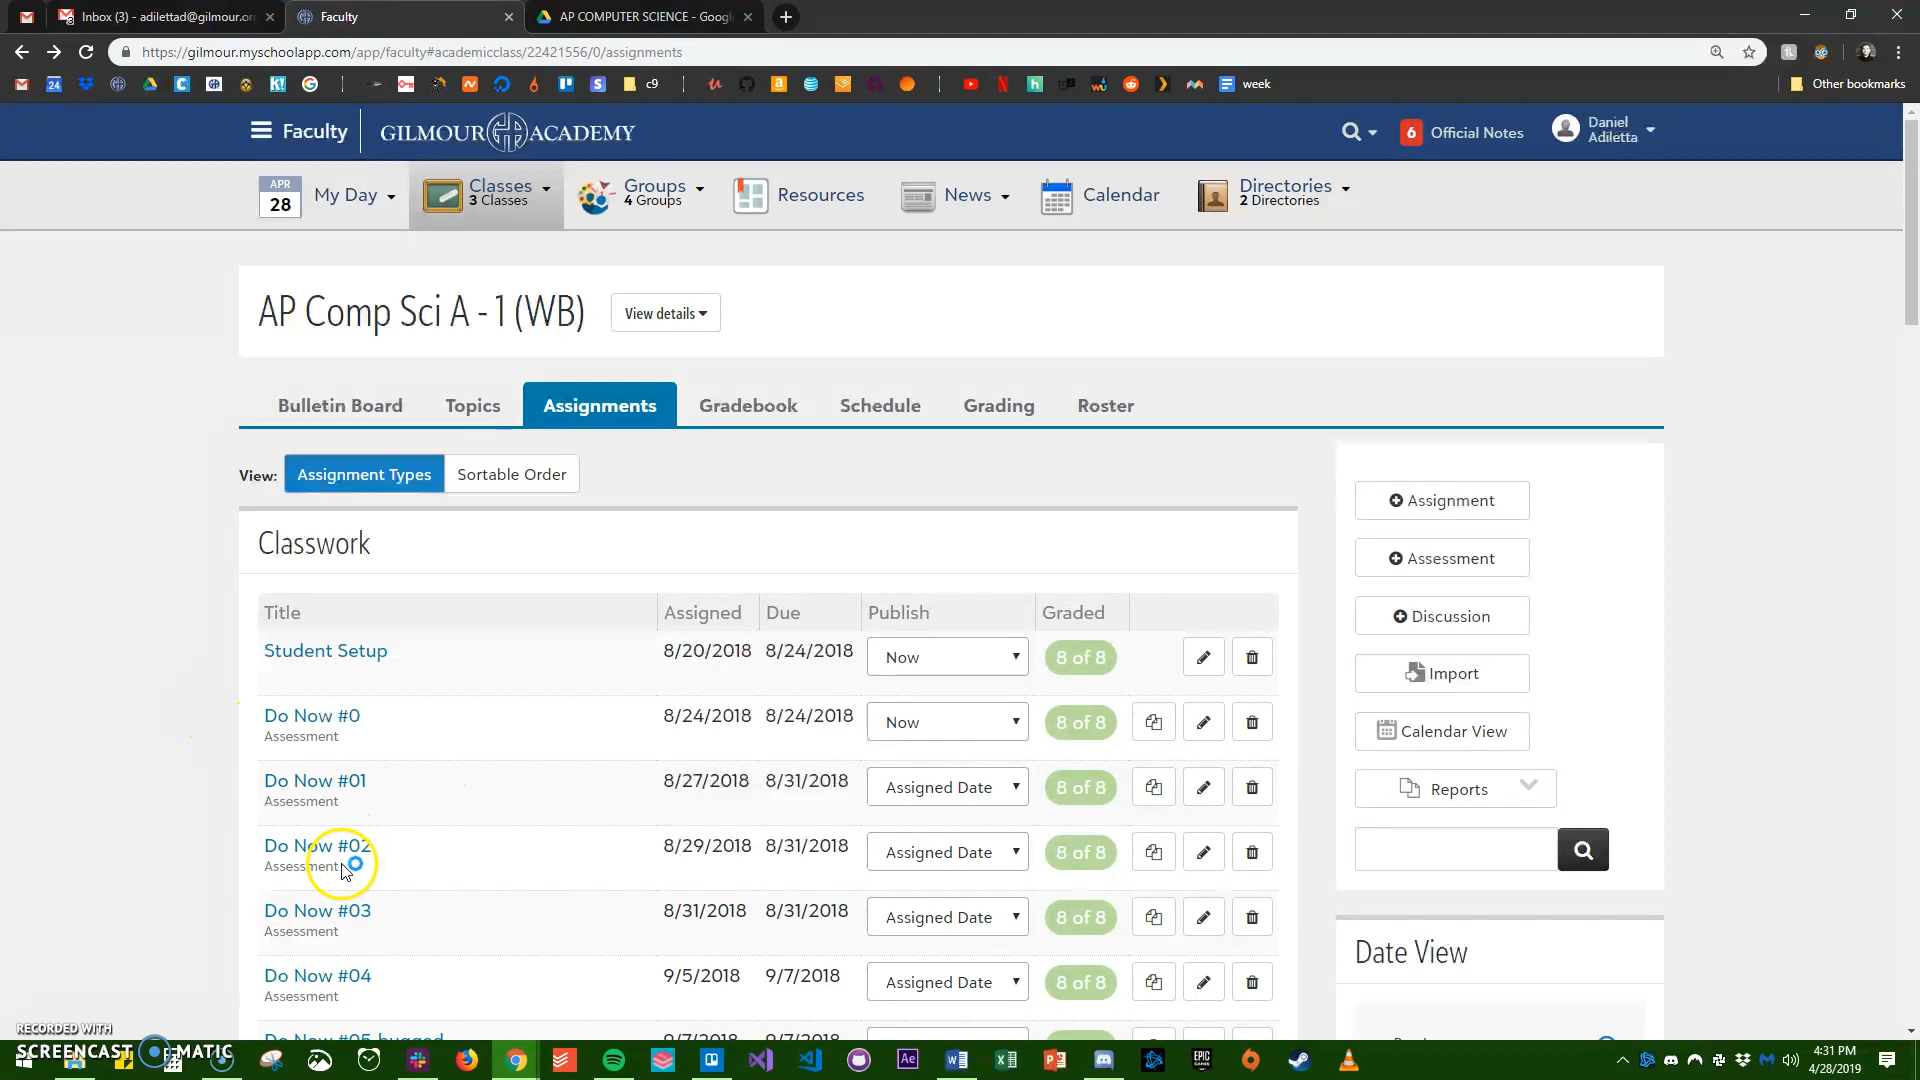 Inbox (3) - adilettad@gilmour.or
Faculty
AP COMPUTER SCIENCE - Googl
https://gilmour.myschoolapp.com/app/faculty#academicclass/22421556/0/assignments
24
c9
week
Other bookmarks
Faculty
GILMOUR ACADEMY
6 Official Notes
Daniel
Adiletta
APR
28
My Day
Classes
3 Classes
Groups
4 Groups
Resources
News
Calendar
Directories
2 Directories
AP Comp Sci A - 1 (WB)
View details
Bulletin Board
Topics
Assignments
Gradebook
Schedule
Grading
Roster
View:
Assignment Types
Sortable Order
Classwork
Title
Assigned
Due
Publish
Graded
Student Setup
8/20/2018
8/24/2018
Now
8 of 8
Do Now #0
Assessment
8/24/2018
8/24/2018
Now
8 of 8
Do Now #01
Assessment
8/27/2018
8/31/2018
Assigned Date
8 of 8
Do Now #02
Assessment
8/29/2018
8/31/2018
Assigned Date
8 of 8
Do Now #03
Assessment
8/31/2018
8/31/2018
Assigned Date
8 of 8
Do Now #04
Assessment
9/5/2018
9/7/2018
Assigned Date
8 of 8
Do Now #05 bugged
9/7/2018
9/7/2018
Assignment
Assessment
Discussion
Import
Calendar View
Reports
Date View
RECORDED WITH
SCREENCAST MATIC
Ae
EPIC GAMES
4:31 PM
4/28/2019